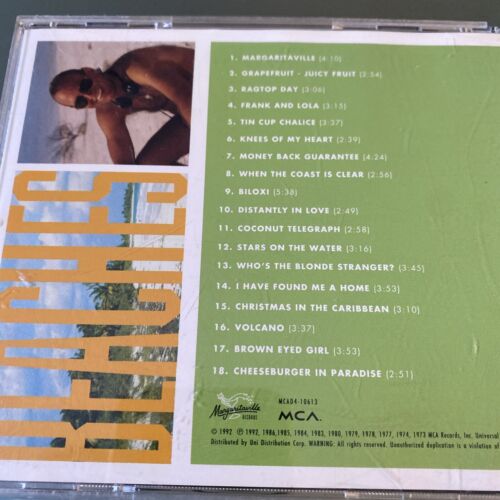 BEACHES
1. MARGARITAVILLE (4:10)
2. GRAPEFRUIT - JUICY FRUIT (2:54)
3. RAGTOP DAY (3:06)
4. FRANK AND LOLA (3:15)
5. TIN CUP CHALICE (3:37)
6. KNEES OF MY HEART (2:39)
7. MONEY BACK GUARANTEE (4:24)
8. WHEN THE COAST IS CLEAR (2:56)
9. BILOXI (5:38)
10. DISTANTLY IN LOVE (2:49)
11. COCONUT TELEGRAPH (2:58)
12. STARS ON THE WATER (3:16)
13. WHO'S THE BLONDE STRANGER? (3:45)
14. I HAVE FOUND ME A HOME (3:53)
15. CHRISTMAS IN THE CARIBBEAN (3:10)
16. VOLCANO (3:37)
17. BROWN EYED GIRL (3:53)
18. CHEESEBURGER IN PARADISE (2:51)
Margaritaville
RECORDS
MCAD4-10613
MCA
© 1992 ℗ 1992, 1986, 1985, 1984, 1983, 1980, 1979, 1978, 1977, 1974, 1973 MCA Records, Inc, Universal
Distributed by Uni Distribution Corp. WARNING: All rights reserved. Unauthorized duplication is a violation of